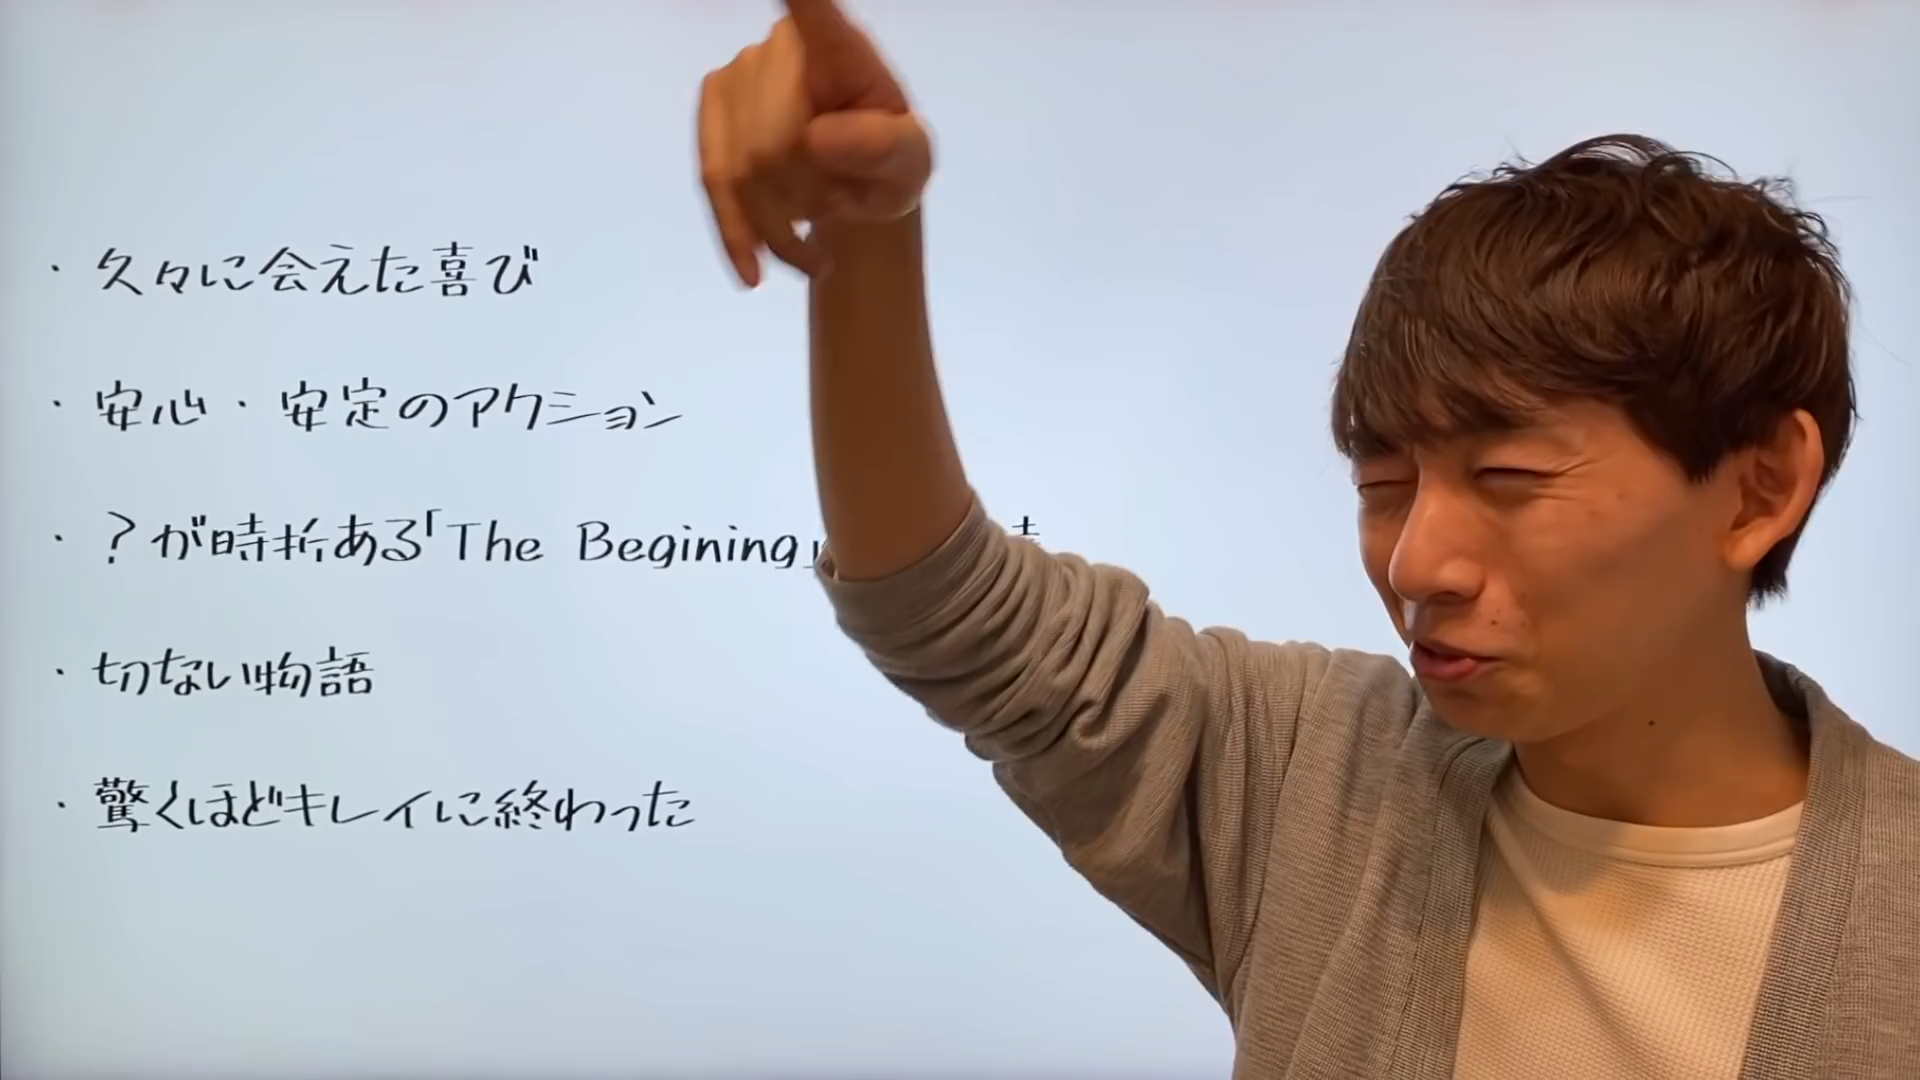 ・久々に会えた喜び
・安心・安定のアクション
・?が時折ある「The Begining」
・切ない物語
・驚くほどキレイに終わった